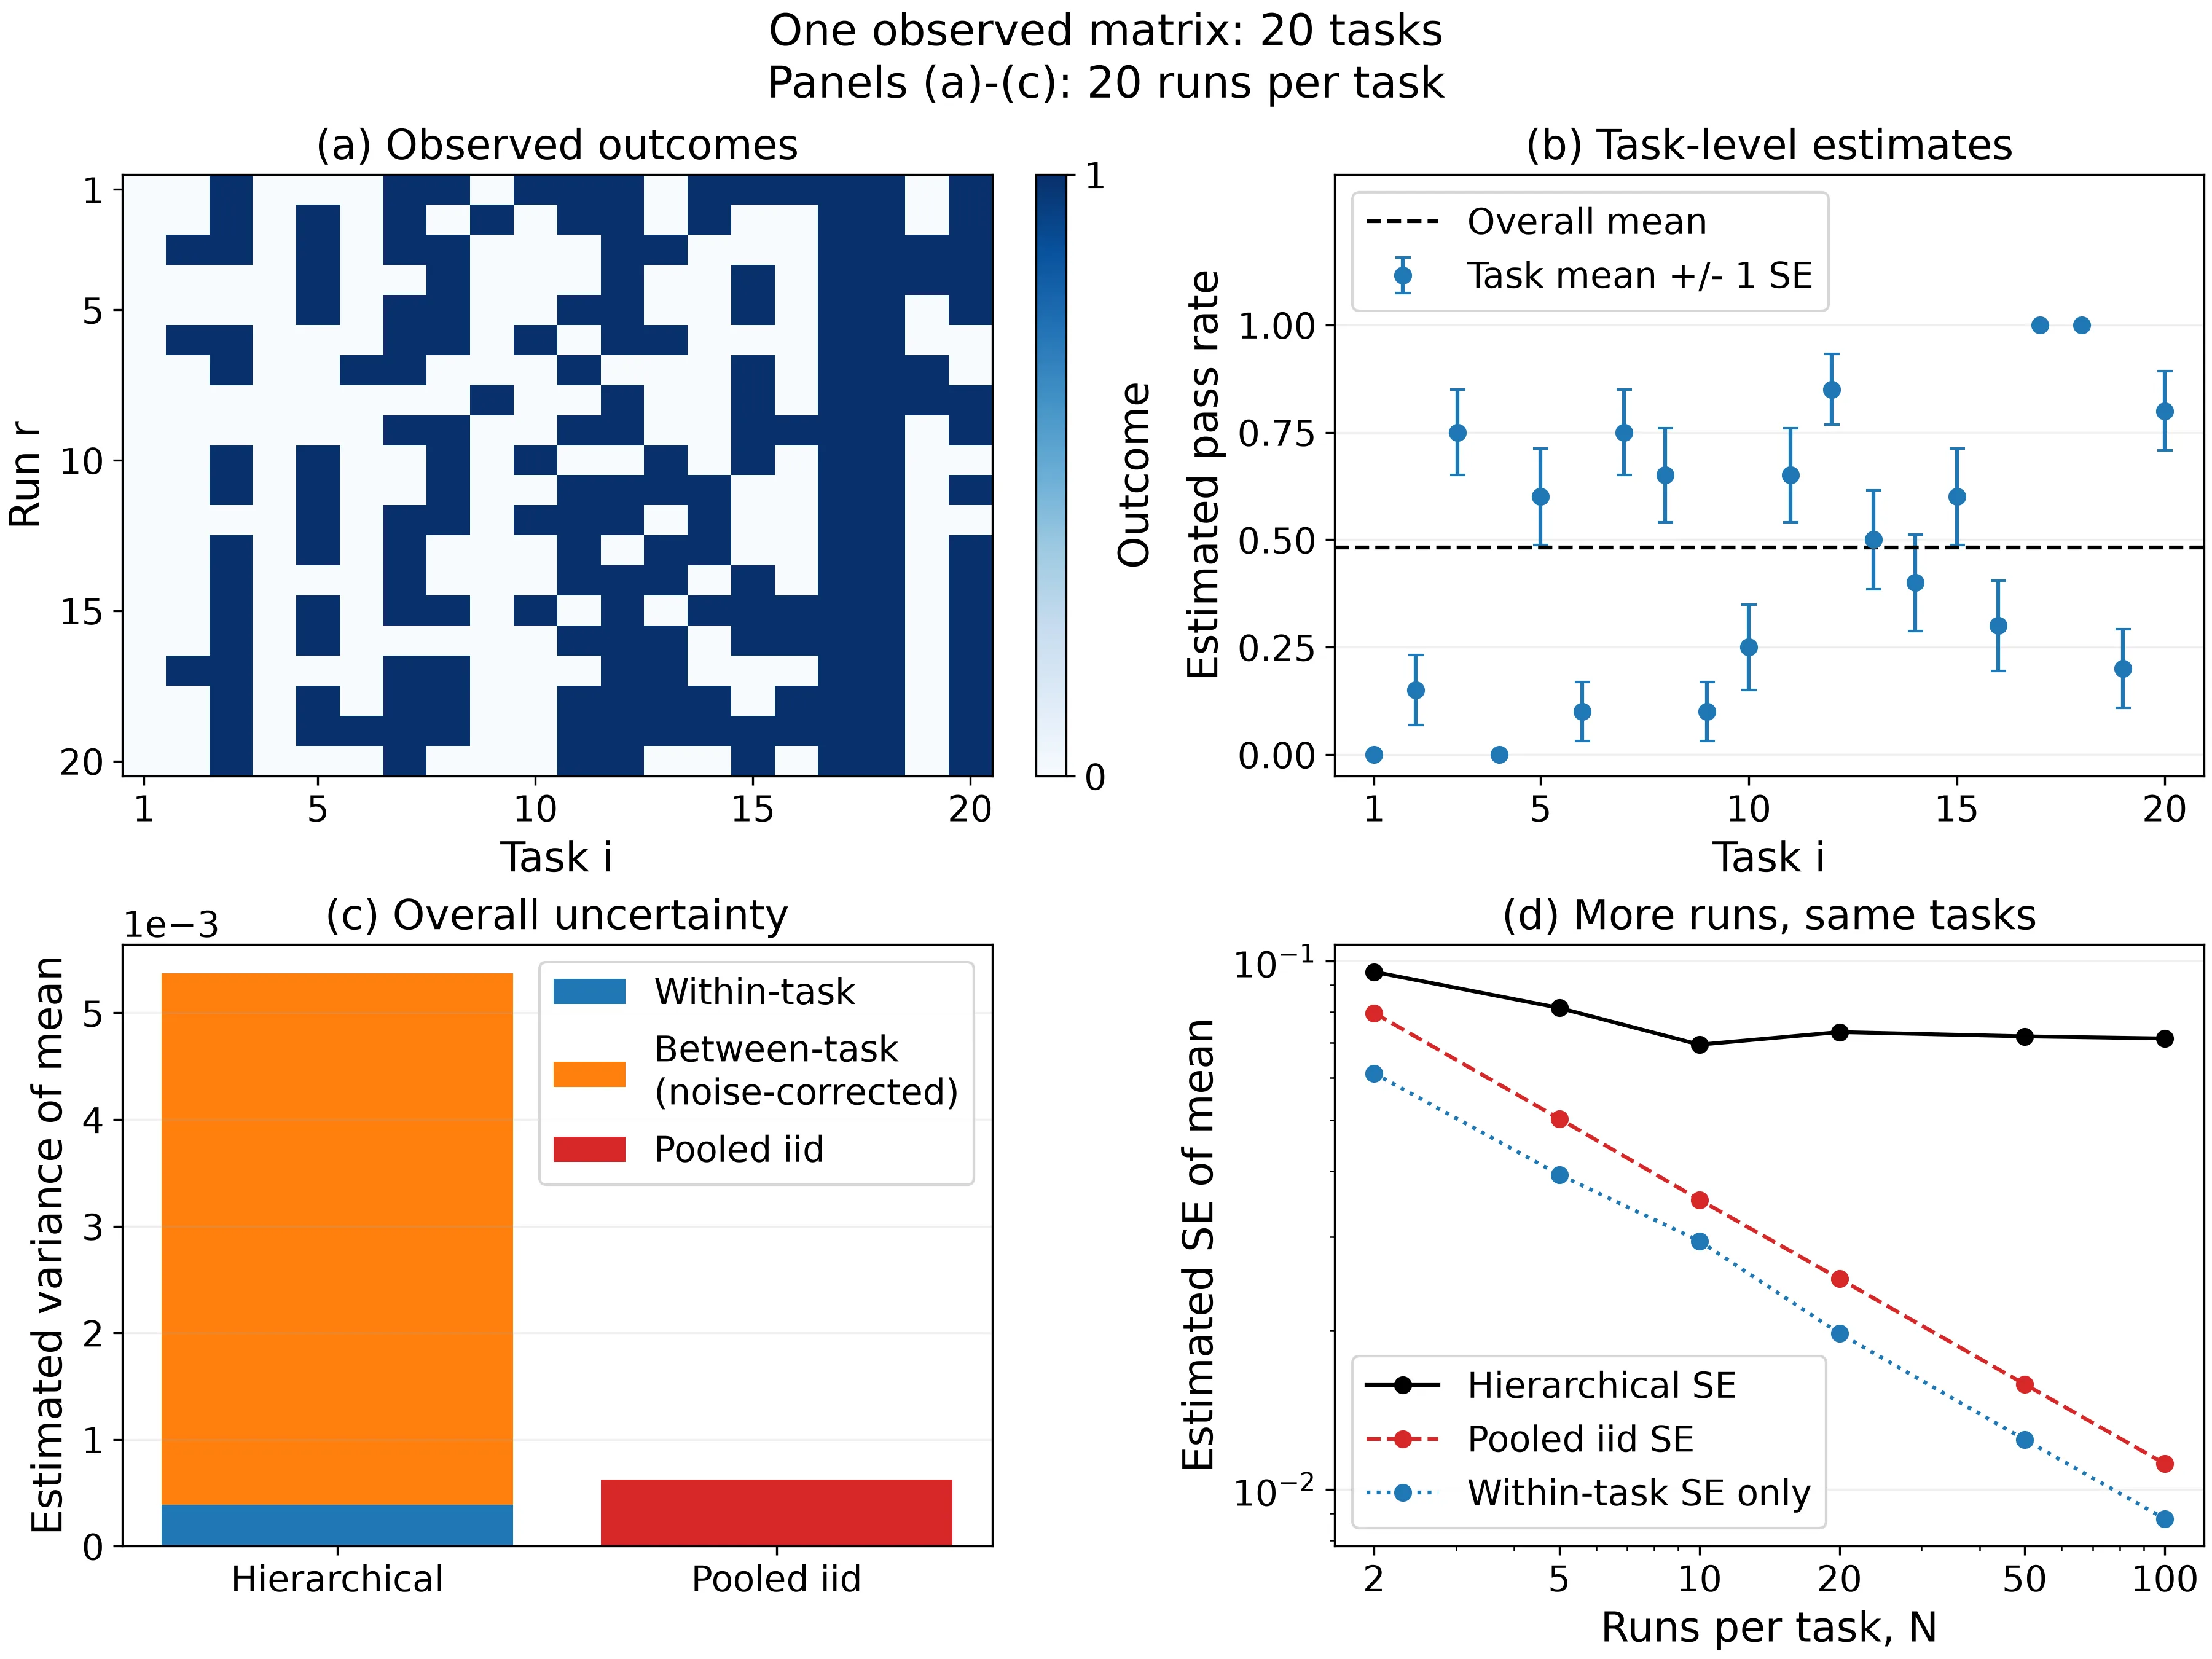 One observed matrix: 20 tasks
Panels (a)-(c): 20 runs per task
(a) Observed outcomes
1
5
10
15
20
Run r
1
5
10
15
20
Task i
1
0
Outcome
(b) Task-level estimates
Overall mean
Task mean +/- 1 SE
1.00
0.75
0.50
0.25
0.00
Estimated pass rate
1
5
10
15
20
Task i
(c) Overall uncertainty
1e−3
5
4
3
2
1
0
Estimated variance of mean
Within-task
Between-task
(noise-corrected)
Pooled iid
Hierarchical
Pooled iid
(d) More runs, same tasks
10⁻¹
10⁻²
Estimated SE of mean
Hierarchical SE
Pooled iid SE
Within-task SE only
2
5
10
20
50
100
Runs per task, N